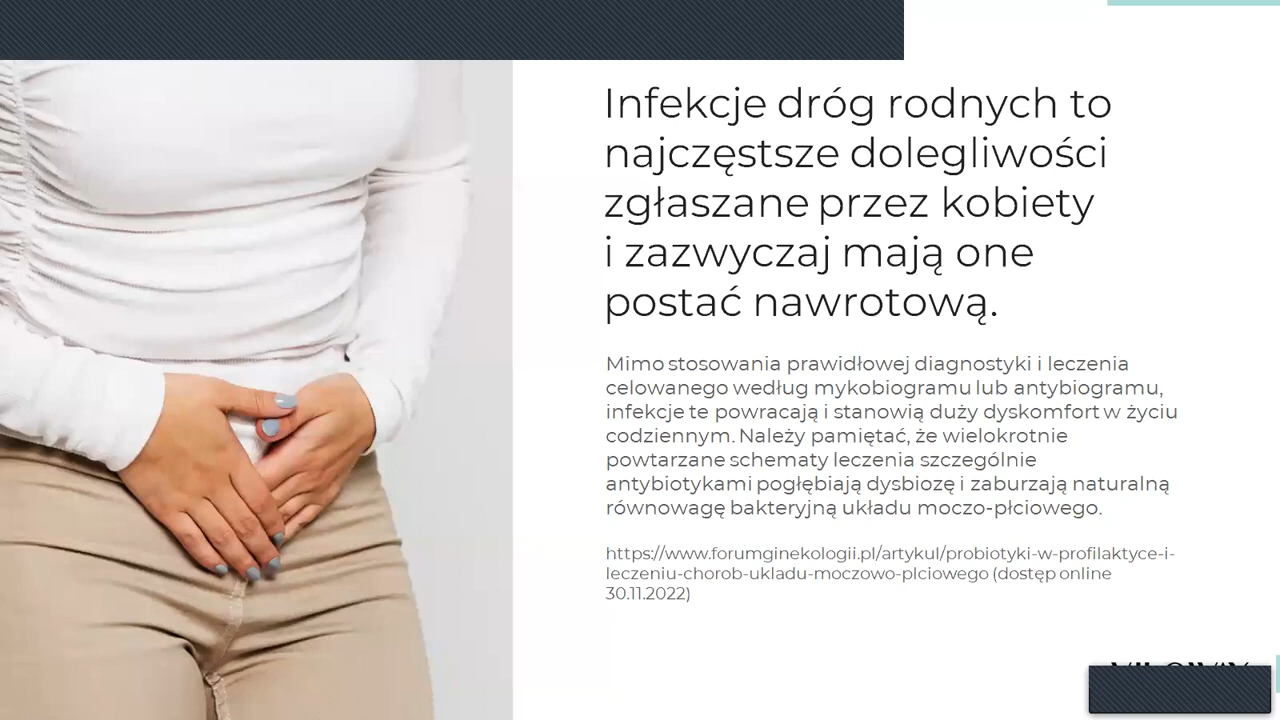 Infekcje dróg rodnych to
najczęstsze dolegliwości
zgłaszane przez kobiety
i zazwyczaj mają one
postać nawrotową.
Mimo stosowania prawidłowej diagnostyki i leczenia
celowanego według mykobiogramu lub antybiogramu,
infekcje te powracają i stanowią duży dyskomfort w życiu
codziennym. Należy pamiętać, że wielokrotnie
powtarzane schematy leczenia szczególnie
antybiotykami pogłębiają dysbiozę i zaburzają naturalną
równowagę bakteryjną układu moczo-płciowego.
https://www.forumginekologii.pl/artykul/probiotyki-w-profilaktyce-i-
leczeniu-chorob-ukladu-moczowo-plciowego (dostęp online
30.11.2022)